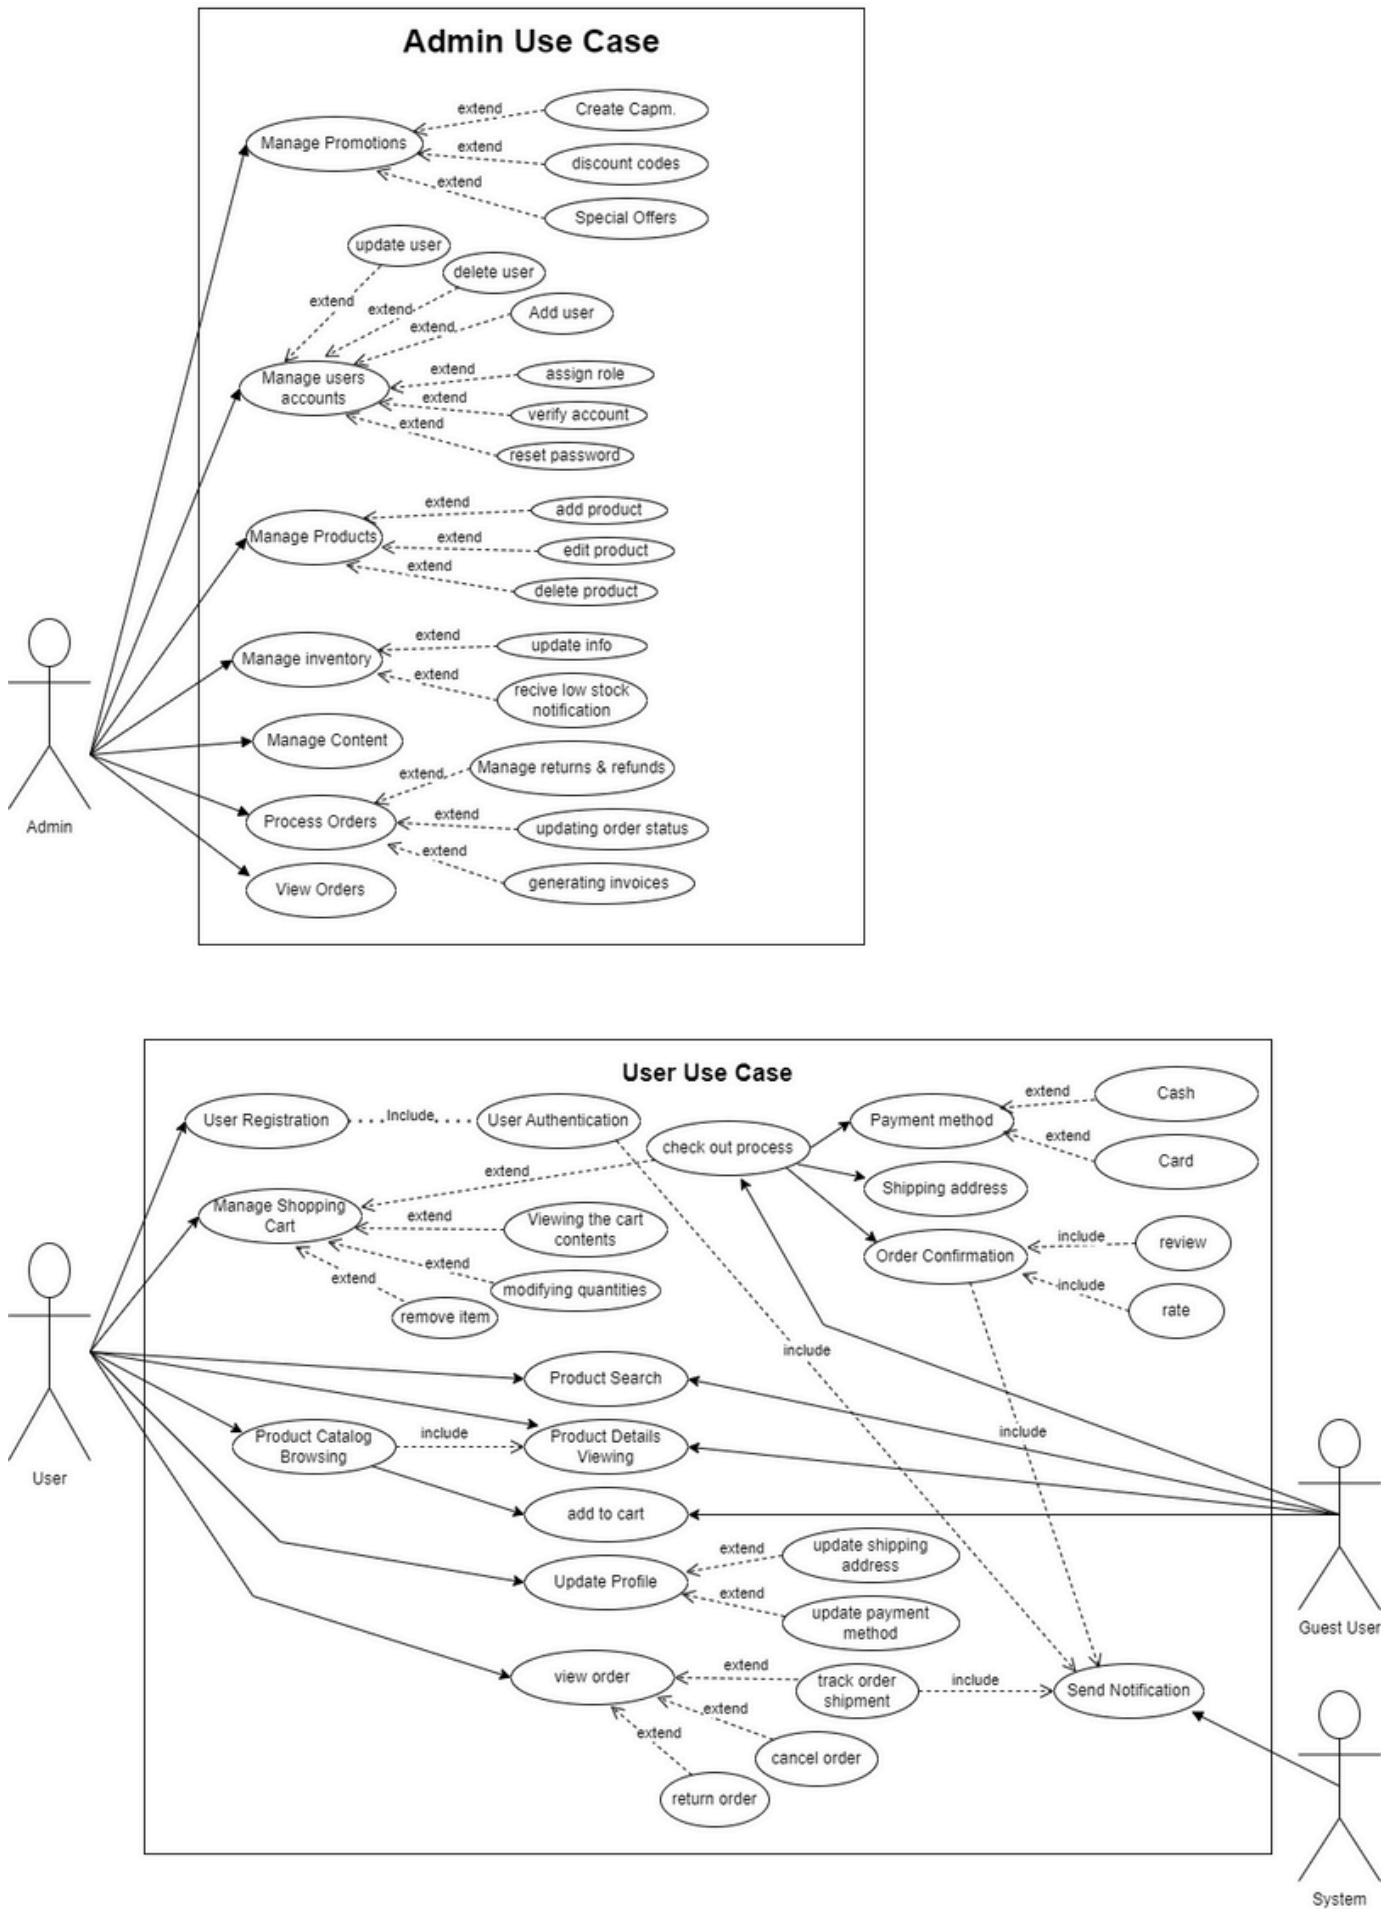 Admin Use Case
extend
Create Capm.
Manage Promotions
extend
discount codes
extend
Special Offers
update user
delete user
extend
extend
Add user
extend
Manage users
accounts
extend
assign role
extend
verify account
extend
reset password
extend
add product
Manage Products
extend
edit product
extend
delete product
extend
update info
Manage inventory
extend
recive low stock
notification
Manage Content
extend
Manage returns & refunds
Process Orders
extend
updating order status
extend
generating invoices
View Orders
Admin
User Use Case
User Registration
Include
User Authentication
check out process
Payment method
extend
Cash
extend
Card
Shipping address
extend
Manage Shopping
Cart
extend
Viewing the cart
contents
Order Confirmation
include
review
extend
modifying quantities
include
rate
extend
remove item
include
Product Search
Product Catalog
Browsing
include
Product Details
Viewing
include
User
add to cart
extend
update shipping
address
Update Profile
extend
update payment
method
Guest User
view order
extend
track order
shipment
include
Send Notification
extend
cancel order
extend
return order
System